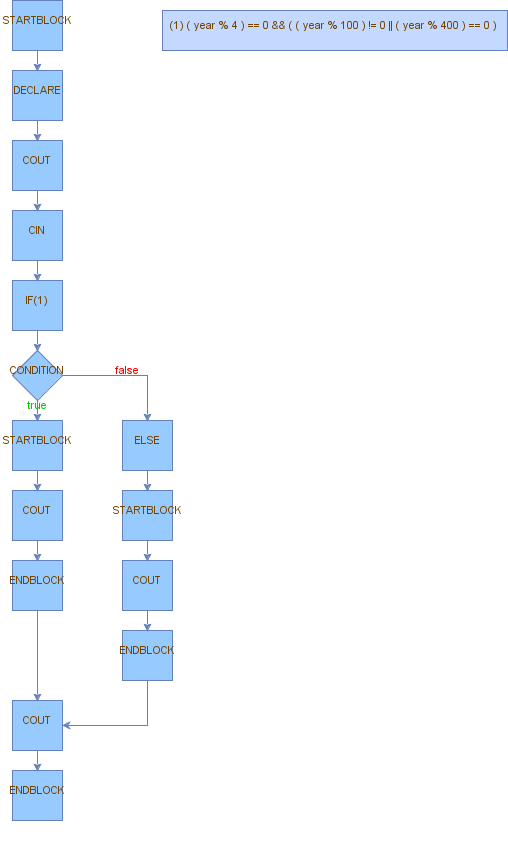 STARTBLOCK
(1) ( year % 4 ) == 0 && ( ( year % 100 ) != 0 || ( year % 400 ) == 0 )
DECLARE
COUT
CIN
IF(1)
CONDITION
false
true
STARTBLOCK
ELSE
COUT
STARTBLOCK
ENDBLOCK
COUT
ENDBLOCK
COUT
ENDBLOCK